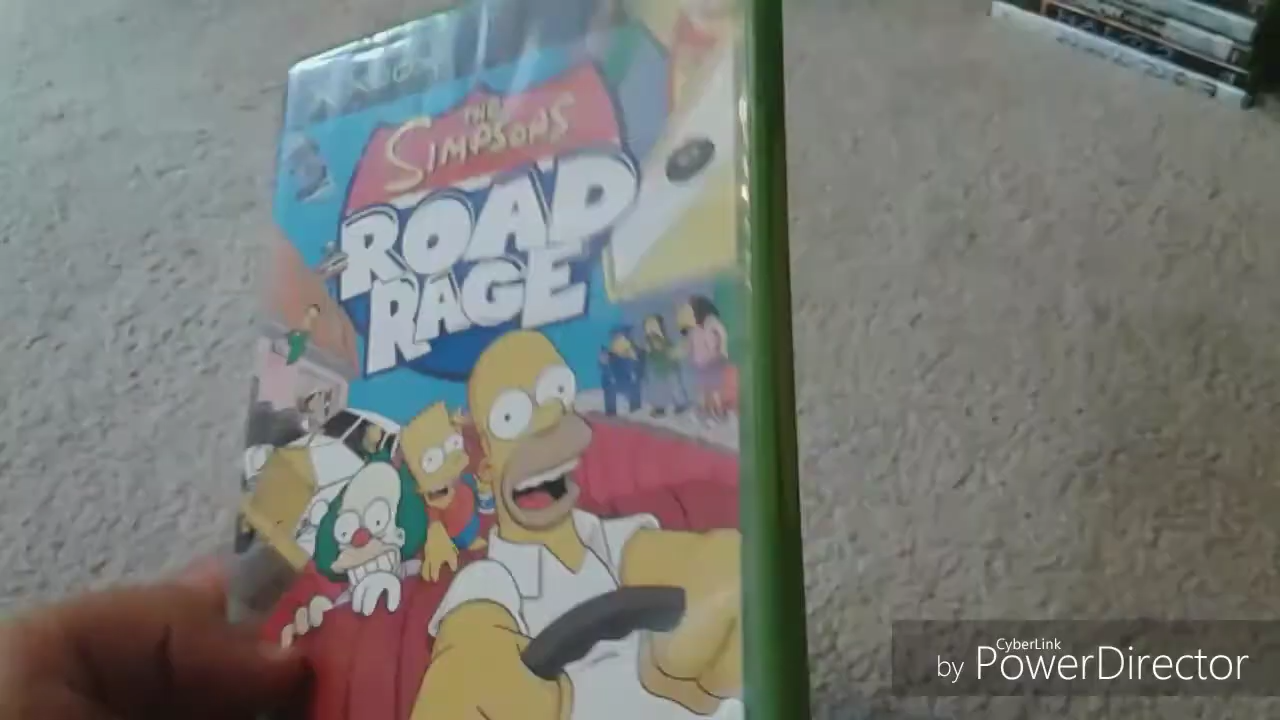 THE
SIMPSONS
ROAD
RAGE
CyberLink
by PowerDirector